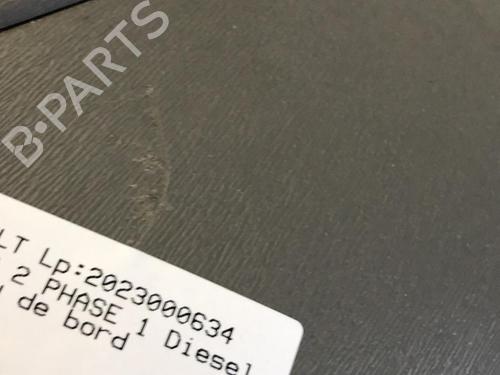 B-PARTS
LT Lp:2023000634
2 PHASE 1 Diesel
de bord